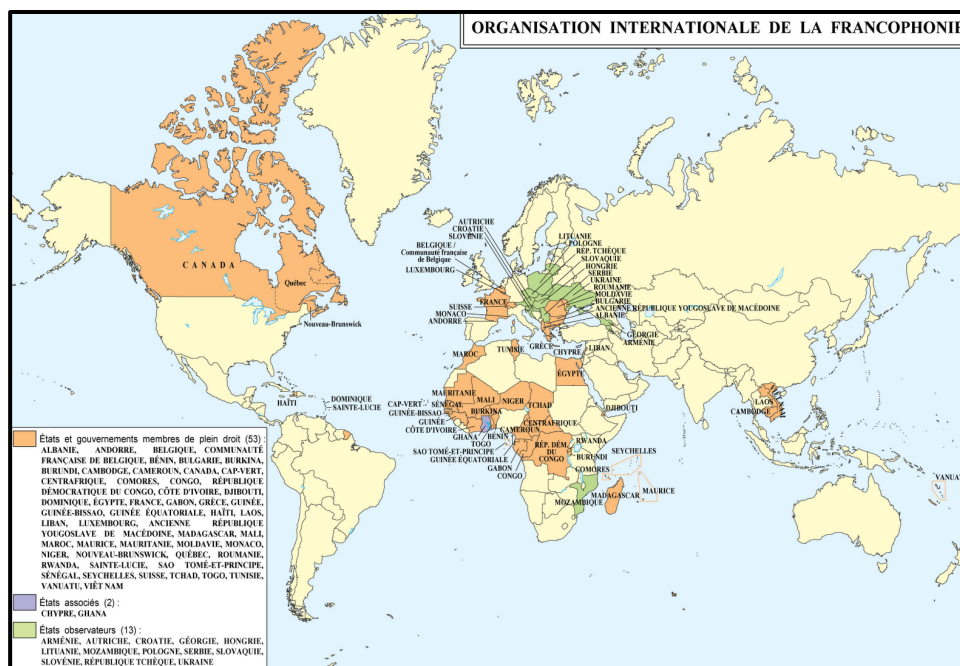 ORGANISATION INTERNATIONALE DE LA FRANCOPHONIE
CANADA
Québec
Nouveau-Brunswick
HAÏTI
DOMINIQUE
SAINTE-LUCIE
AUTRICHE
CROATIE
SLOVÉNIE
BELGIQUE /
Communauté française
de Belgique
LUXEMBOURG
LITUANIE
POLOGNE
RÉP. TCHÈQUE
SLOVAQUIE
HONGRIE
SERBIE
UKRAINE
ROUMANIE
MOLDAVIE
BULGARIE
ANCIENNE RÉPUBLIQUE YOUGOSLAVE DE MACÉDOINE
ALBANIE
SUISSE
FRANCE
MONACO
ANDORRE
GÉORGIE
ARMÉNIE
GRÈCE
CHYPRE
LIBAN
TUNISIE
MAROC
ÉGYPTE
MAURITANIE
MALI
NIGER
TCHAD
CAP-VERT
SÉNÉGAL
GUINÉE-BISSAO
BURKINA
GUINÉE
CÔTE D'IVOIRE
GHANA
BENIN
TOGO
CAMEROUN
CENTRAFRIQUE
SAO TOMÉ-ET-PRINCIPE
GUINÉE ÉQUATORIALE
GABON
CONGO
RÉP. DÉM.
DU
CONGO
DJIBOUTI
RWANDA
BURUNDI
SEYCHELLES
COMORES
MADAGASCAR
MAURICE
MOZAMBIQUE
LAOS
VIÊT NAM
CAMBODGE
VANUAT
États et gouvernements membres de plein droit (53) :
ALBANIE, ANDORRE, BELGIQUE, COMMUNAUTÉ
FRANÇAISE DE BELGIQUE, BÉNIN, BULGARIE, BURKINA,
BURUNDI, CAMBODGE, CAMEROUN, CANADA, CAP-VERT,
CENTRAFRIQUE, COMORES, CONGO, RÉPUBLIQUE
DÉMOCRATIQUE DU CONGO, CÔTE D'IVOIRE, DJIBOUTI,
DOMINIQUE, ÉGYPTE, FRANCE, GABON, GRÈCE, GUINÉE,
GUINÉE-BISSAO, GUINÉE ÉQUATORIALE, HAÏTI, LAOS,
LIBAN, LUXEMBOURG, ANCIENNE RÉPUBLIQUE
YOUGOSLAVE DE MACÉDOINE, MADAGASCAR, MALI,
MAROC, MAURICE, MAURITANIE, MOLDAVIE, MONACO,
NIGER, NOUVEAU-BRUNSWICK, QUÉBEC, ROUMANIE,
RWANDA, SAINTE-LUCIE, SAO TOMÉ-ET-PRINCIPE,
SÉNÉGAL, SEYCHELLES, SUISSE, TCHAD, TOGO, TUNISIE,
VANUATU, VIÊT NAM
États associés (2) :
CHYPRE, GHANA
États observateurs (13) :
ARMÉNIE, AUTRICHE, CROATIE, GÉORGIE, HONGRIE,
LITUANIE, MOZAMBIQUE, POLOGNE, SERBIE, SLOVAQUIE,
SLOVÉNIE, RÉPUBLIQUE TCHÈQUE, UKRAINE